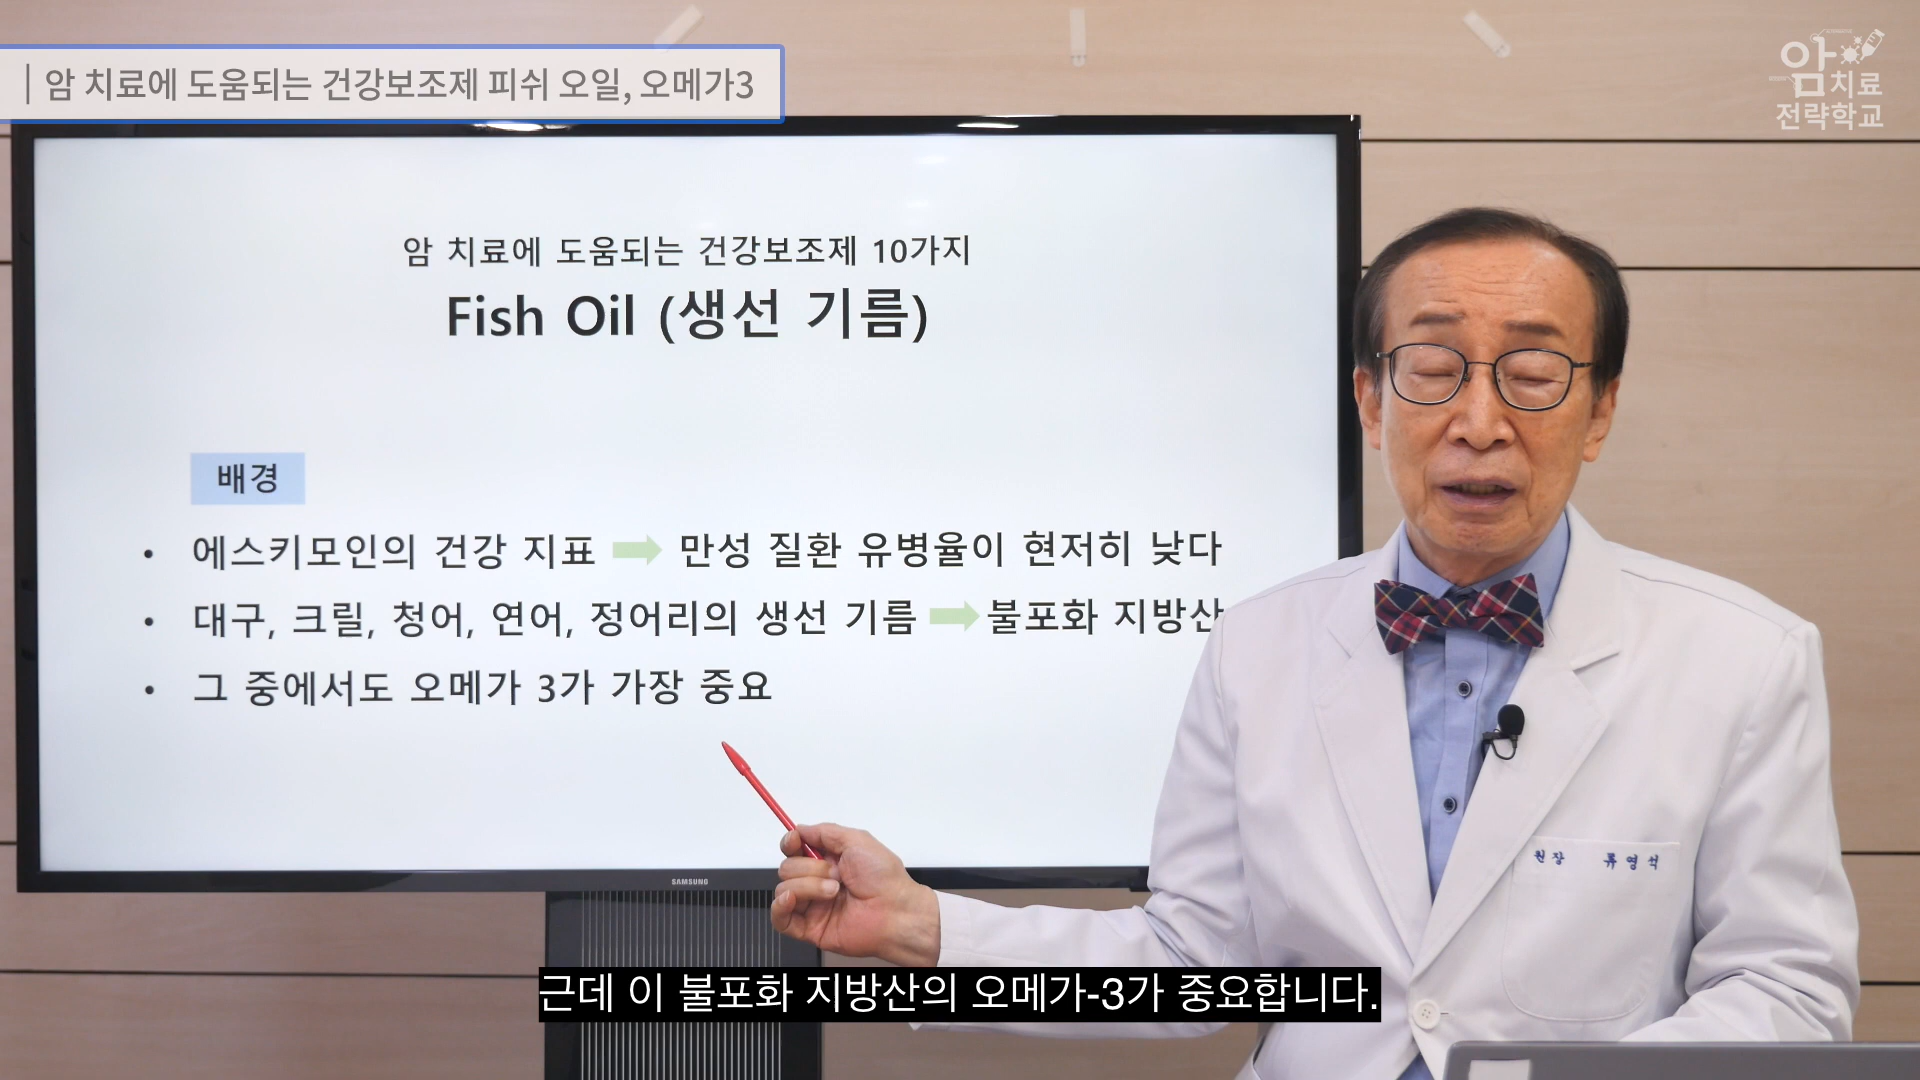 | 암 치료에 도움되는 건강보조제 피쉬 오일, 오메가3
암치료
전략학교
암 치료에 도움되는 건강보조제 10가지
Fish Oil (생선 기름)
배경
• 에스키모인의 건강 지표 ➡ 만성 질환 유병율이 현저히 낮다
• 대구, 크릴, 청어, 연어, 정어리의 생선 기름 ➡ 불포화 지방산
• 그 중에서도 오메가 3가 가장 중요
SAMSUNG
원장 류영석
근데 이 불포화 지방산의 오메가-3가 중요합니다.